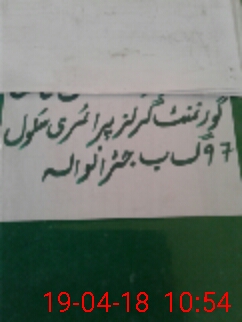 گورنمنٹ گرلز پرائمری سکول
97 گ ب جڑانوالہ
19-04-18 10:54